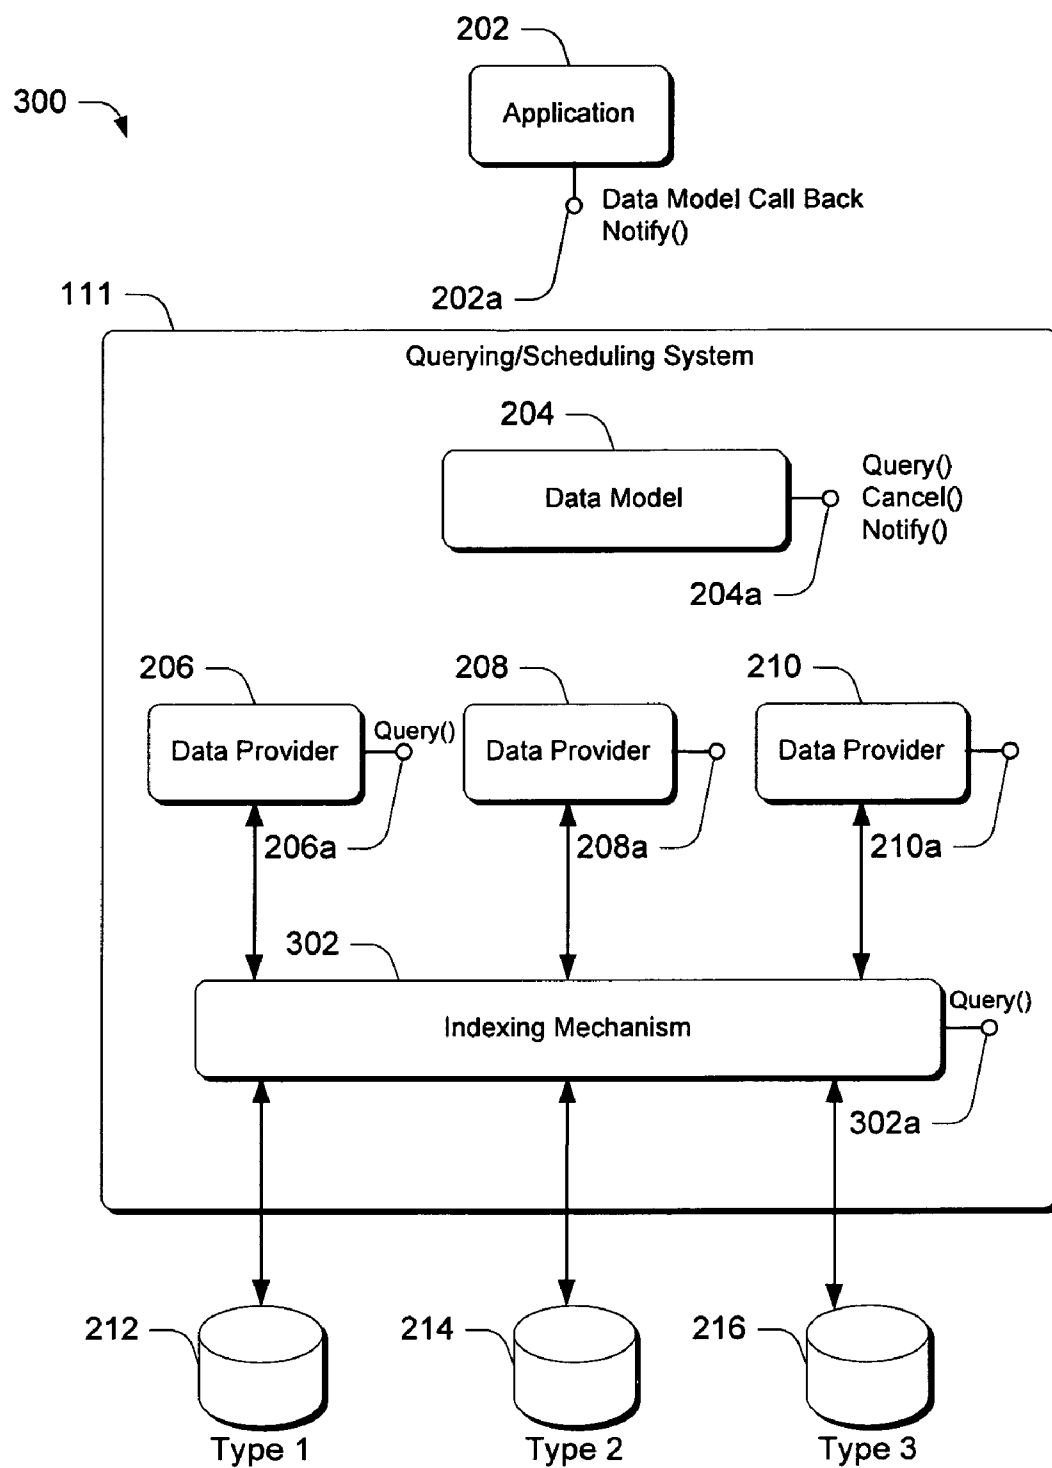 202
300
Application
Data Model Call Back
Notify()
202a
111
Querying/Scheduling System
204
Data Model
Query()
Cancel()
Notify()
204a
206
208
210
Data Provider
Query()
Data Provider
Data Provider
206a
208a
210a
302
Indexing Mechanism
Query()
302a
212
214
216
Type 1
Type 2
Type 3